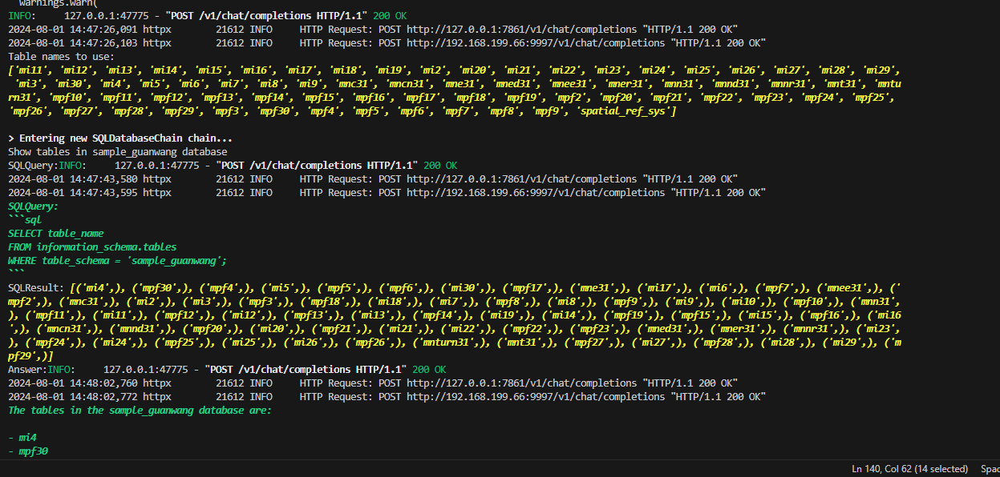 warnings.warn(
INFO:     127.0.0.1:47775 - "POST /v1/chat/completions HTTP/1.1" 200 OK
2024-08-01 14:47:26,091 httpx        21612 INFO     HTTP Request: POST http://127.0.0.1:7861/v1/chat/completions "HTTP/1.1 200 OK"
2024-08-01 14:47:26,103 httpx        21612 INFO     HTTP Request: POST http://192.168.199.66:9997/v1/chat/completions "HTTP/1.1 200 OK"
Table names to use:
['mi11', 'mi12', 'mi13', 'mi14', 'mi15', 'mi16', 'mi17', 'mi18', 'mi19', 'mi2', 'mi20', 'mi21', 'mi22', 'mi23', 'mi24', 'mi25', 'mi26', 'mi27', 'mi28', 'mi29',
'mi3', 'mi30', 'mi4', 'mi5', 'mi6', 'mi7', 'mi8', 'mi9', 'mnc31', 'mncn31', 'mne31', 'mned31', 'mnee31', 'mner31', 'mnn31', 'mnnd31', 'mnnr31', 'mnt31', 'mntu
rn31', 'mpf10', 'mpf11', 'mpf12', 'mpf13', 'mpf14', 'mpf15', 'mpf16', 'mpf17', 'mpf18', 'mpf19', 'mpf2', 'mpf20', 'mpf21', 'mpf22', 'mpf23', 'mpf24', 'mpf25',
'mpf26', 'mpf27', 'mpf28', 'mpf29', 'mpf3', 'mpf30', 'mpf4', 'mpf5', 'mpf6', 'mpf7', 'mpf8', 'mpf9', 'spatial_ref_sys']
> Entering new SQLDatabaseChain chain...
Show tables in sample_guanwang database
SQLQuery:INFO:     127.0.0.1:47775 - "POST /v1/chat/completions HTTP/1.1" 200 OK
2024-08-01 14:47:43,580 httpx        21612 INFO     HTTP Request: POST http://127.0.0.1:7861/v1/chat/completions "HTTP/1.1 200 OK"
2024-08-01 14:47:43,595 httpx        21612 INFO     HTTP Request: POST http://192.168.199.66:9997/v1/chat/completions "HTTP/1.1 200 OK"
SQLQuery:
```sql
SELECT table_name
FROM information_schema.tables
WHERE table_schema = 'sample_guanwang';
```
SQLResult: [('mi4',), ('mpf30',), ('mpf4',), ('mi5',), ('mpf5',), ('mpf6',), ('mi30',), ('mpf17',), ('mne31',), ('mi17',), ('mi6',), ('mpf7',), ('mnee31',), ('
mpf2',), ('mnc31',), ('mi2',), ('mi3',), ('mpf3',), ('mpf18',), ('mi18',), ('mi7',), ('mpf8',), ('mi8',), ('mpf9',), ('mi9',), ('mi10',), ('mpf10',), ('mnn31',
), ('mpf11',), ('mi11',), ('mpf12',), ('mi12',), ('mpf13',), ('mi13',), ('mpf14',), ('mi19',), ('mi14',), ('mpf19',), ('mpf15',), ('mi15',), ('mpf16',), ('mi16
',), ('mncn31',), ('mnnd31',), ('mpf20',), ('mi20',), ('mpf21',), ('mi21',), ('mi22',), ('mpf22',), ('mpf23',), ('mned31',), ('mner31',), ('mnnr31',), ('mi23',
), ('mpf24',), ('mi24',), ('mpf25',), ('mi25',), ('mi26',), ('mpf26',), ('mnturn31',), ('mnt31',), ('mpf27',), ('mi27',), ('mpf28',), ('mi28',), ('mi29',), ('m
pf29',)]
Answer:INFO:     127.0.0.1:47775 - "POST /v1/chat/completions HTTP/1.1" 200 OK
2024-08-01 14:48:02,760 httpx        21612 INFO     HTTP Request: POST http://127.0.0.1:7861/v1/chat/completions "HTTP/1.1 200 OK"
2024-08-01 14:48:02,772 httpx        21612 INFO     HTTP Request: POST http://192.168.199.66:9997/v1/chat/completions "HTTP/1.1 200 OK"
The tables in the sample_guanwang database are:
- mi4
- mpf30
Ln 140, Col 62 (14 selected)